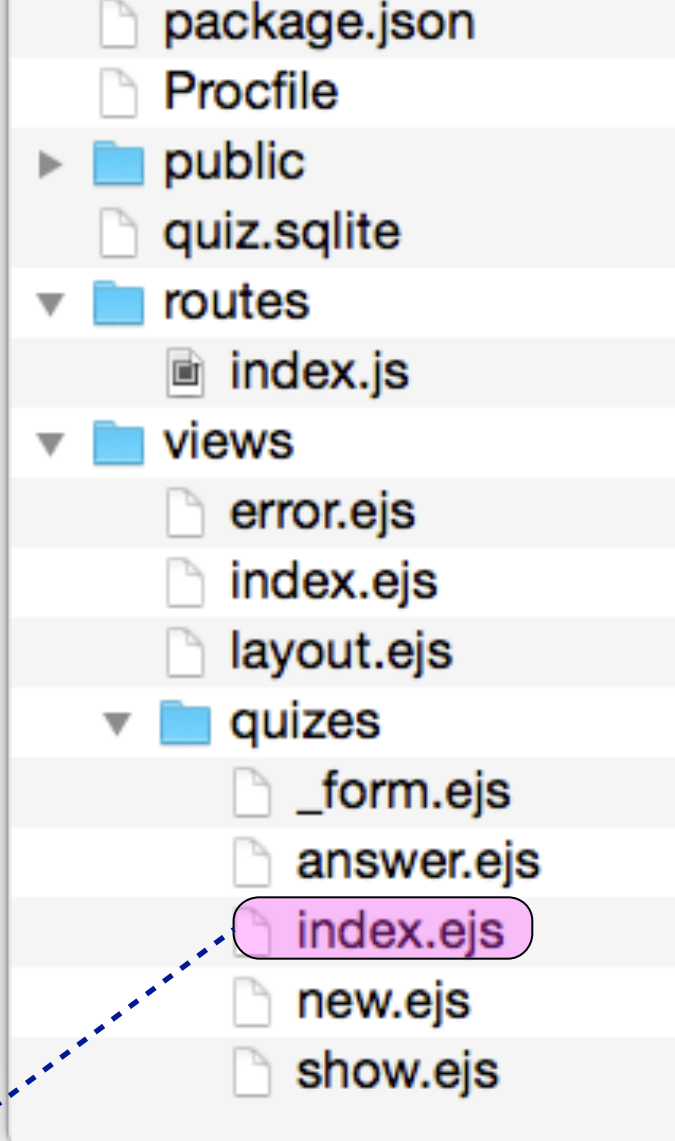 package.json
Procfile
public
quiz.sqlite
routes
index.js
views
error.ejs
index.ejs
layout.ejs
quizes
_form.ejs
answer.ejs
index.ejs
new.ejs
show.ejs